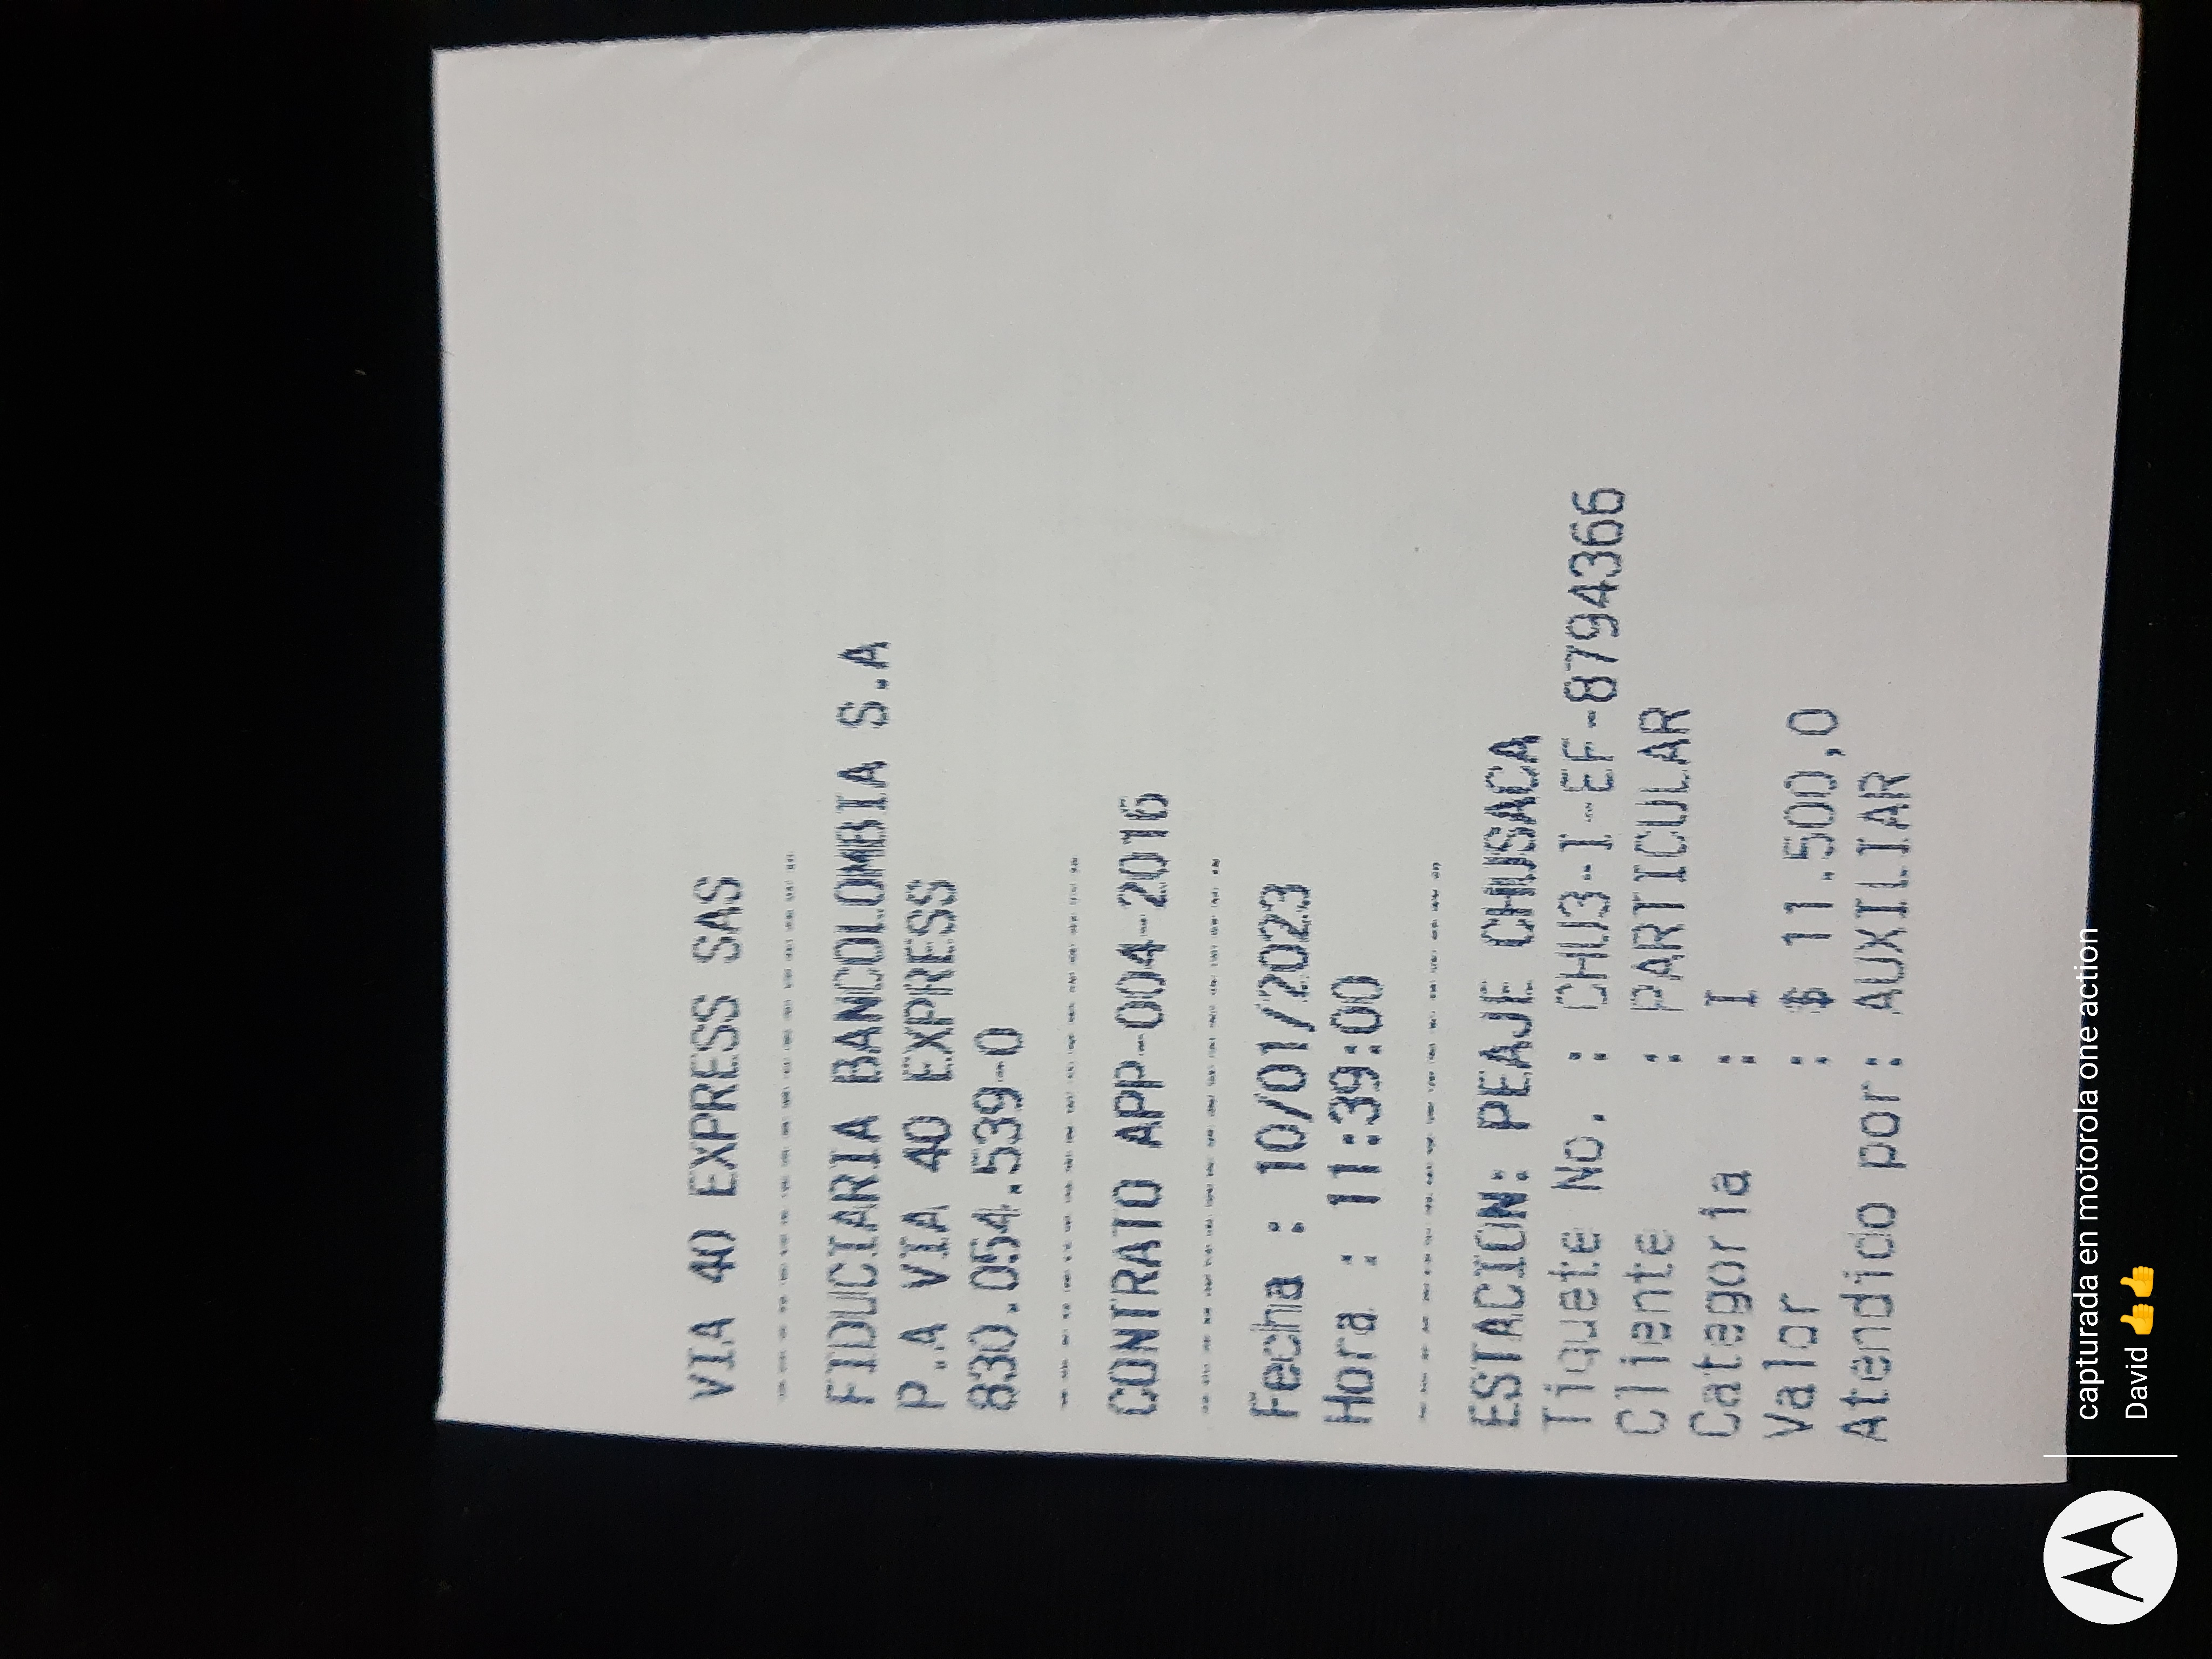 VIA 40 EXPRESS SAS
--------------------------
FIDUCIARIA BANCOLOMBIA S.A
P.A VIA 40 EXPRESS
830.054.539-0
--------------------------
CONTRATO APP-004-2016
--------------------------
Fecha : 10/01/2023
Hora : 11:39:00
--------------------------
ESTACION: PEAJE CHUSACA
Tiquete No. : CHU3-I-EF-8794366
Cliente : PARTICULAR
Categoria : I
Valor : $ 11.500,0
Atendido por: AUXILIAR
capturada en motorola one action
David 👍👍